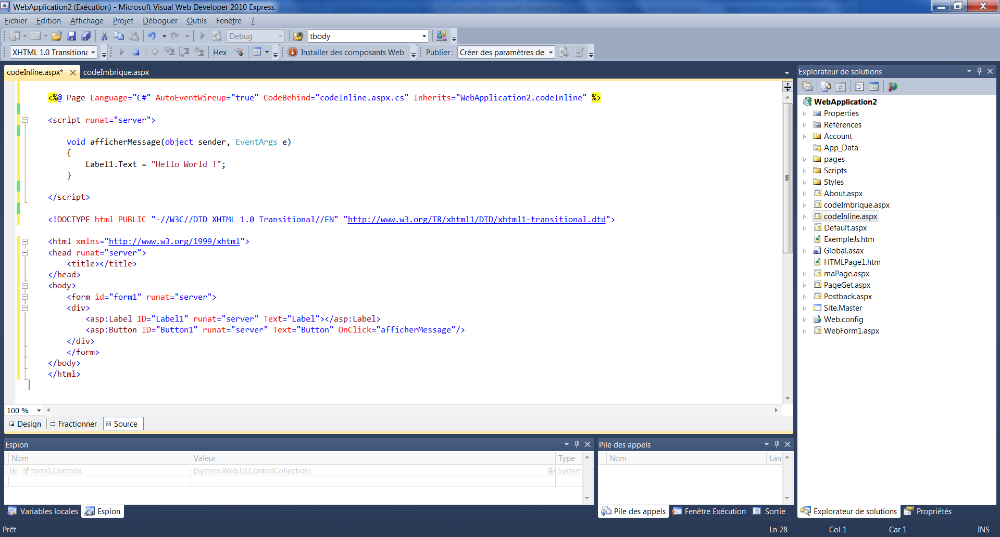 WebApplication2 (Exécution) - Microsoft Visual Web Developer 2010 Express
Fichier Edition Affichage Projet Déboguer Outils Fenêtre ?
Debug tbody
XHTML 1.0 Transitiona Hex Installer des composants Web Publier : Créer des paramètres de
codeInline.aspx* codeImbrique.aspx
<%@ Page Language="C#" AutoEventWireup="true" CodeBehind="codeInline.aspx.cs" Inherits="WebApplication2.codeInline" %>
<script runat="server">
void afficherMessage(object sender, EventArgs e)
{
Label1.Text = "Hello World !";
}
</script>
<!DOCTYPE html PUBLIC "-//W3C//DTD XHTML 1.0 Transitional//EN" "http://www.w3.org/TR/xhtml1/DTD/xhtml1-transitional.dtd">
<html xmlns="http://www.w3.org/1999/xhtml">
<head runat="server">
<title></title>
</head>
<body>
<form id="form1" runat="server">
<div>
<asp:Label ID="Label1" runat="server" Text="Label"></asp:Label>
<asp:Button ID="Button1" runat="server" Text="Button" OnClick="afficherMessage"/>
</div>
</form>
</body>
</html>
100 %
Design Fractionner Source
Explorateur de solutions
WebApplication2
Properties
Références
Account
App_Data
pages
Scripts
Styles
About.aspx
codeImbrique.aspx
codeInline.aspx
Default.aspx
ExempleJs.htm
Global.asax
HTMLPage1.htm
maPage.aspx
PageGet.aspx
Postback.aspx
Site.Master
Web.config
WebForm1.aspx
Espion
Nom Valeur Type
form1.Controls {System.Web.UI.ControlCollection} System
Pile des appels
Nom Lan
Variables locales Espion
Pile des appels Fenêtre Exécution Sortie
Explorateur de solutions Propriétés
Prêt Ln 28 Col 1 Car 1 INS